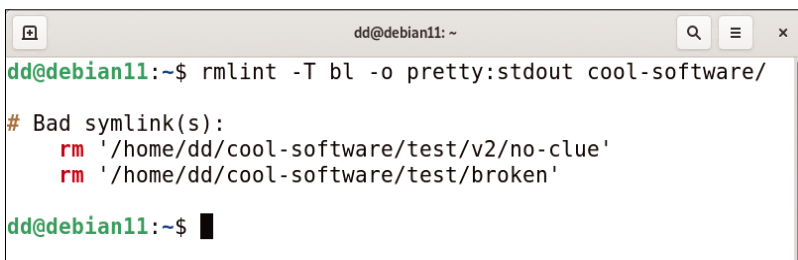 dd@debian11: ~
dd@debian11:~$ rmlint -T bl -o pretty:stdout cool-software/
# Bad symlink(s):
    rm '/home/dd/cool-software/test/v2/no-clue'
    rm '/home/dd/cool-software/test/broken'
dd@debian11:~$